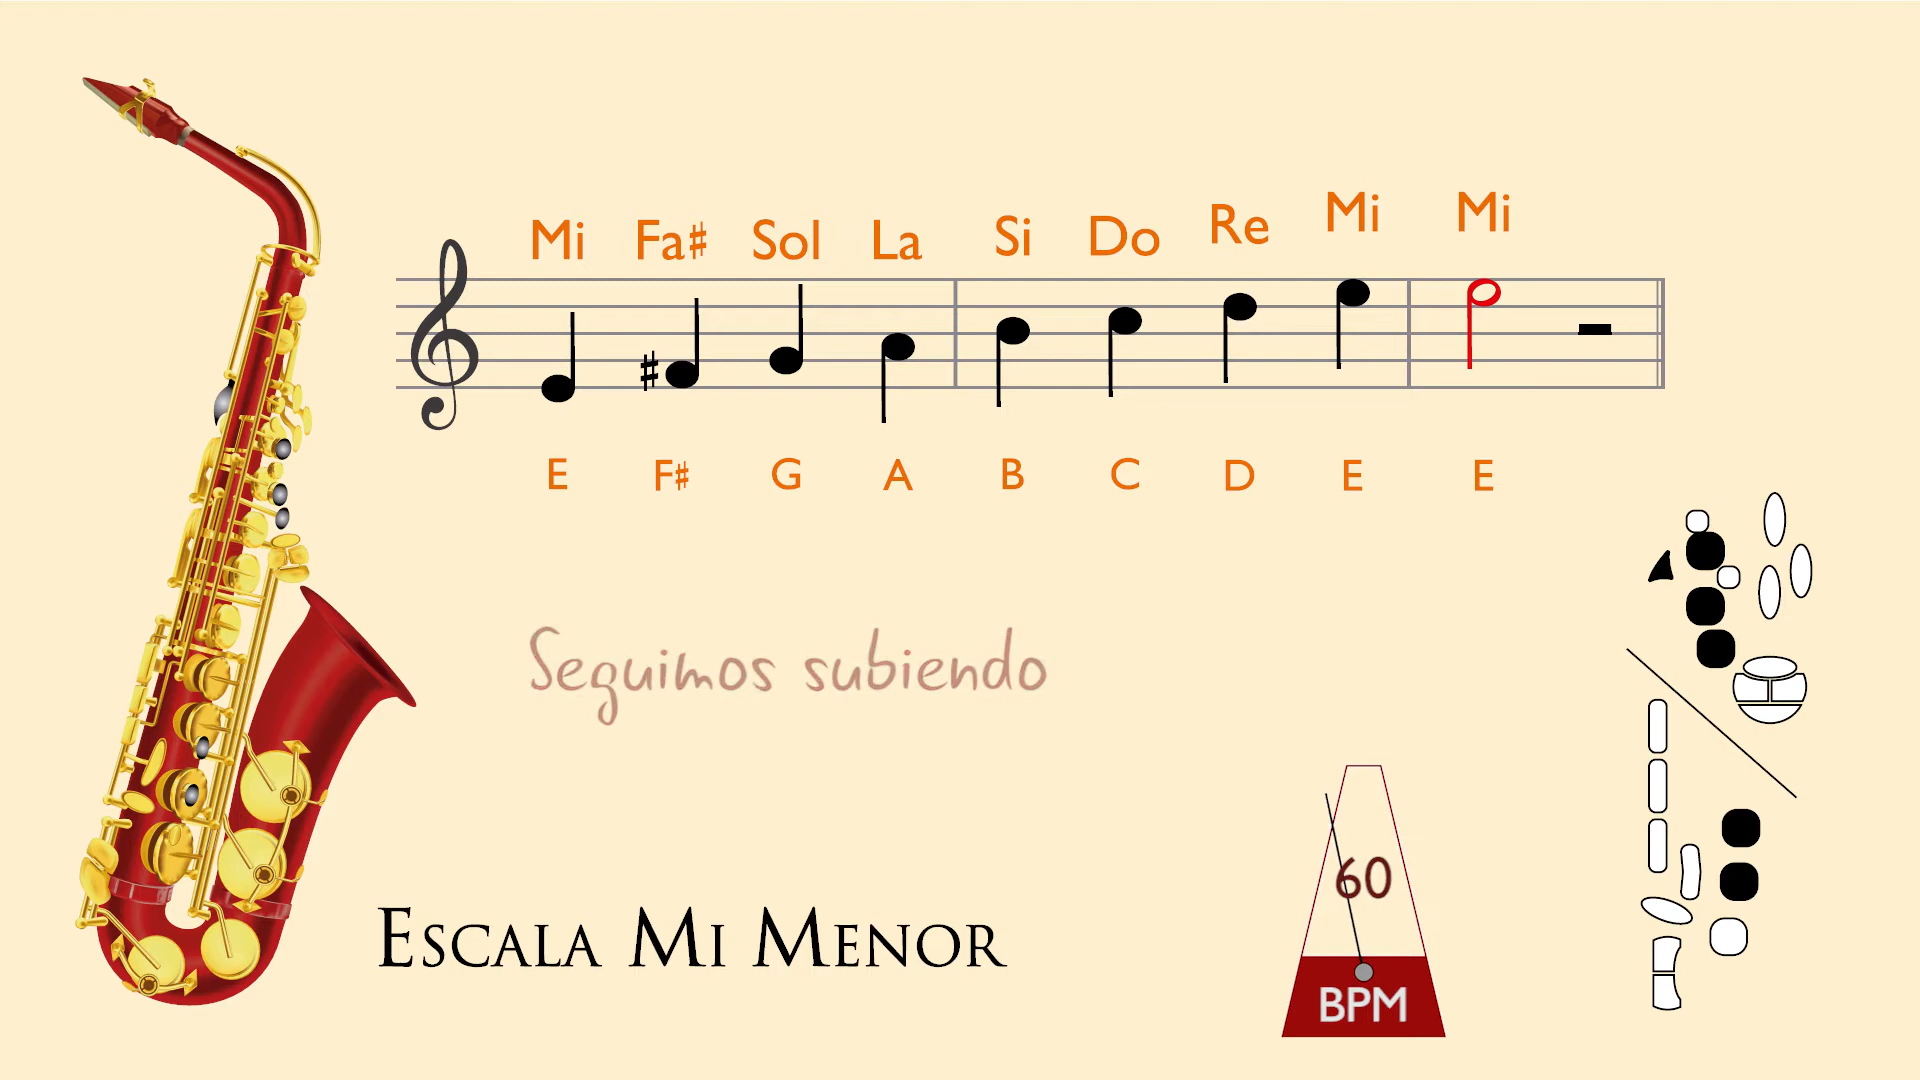 Mi Fa♯ Sol La Si Do Re Mi Mi
E F♯ G A B C D E E
Seguimos subiendo
60
BPM
Escala Mi Menor